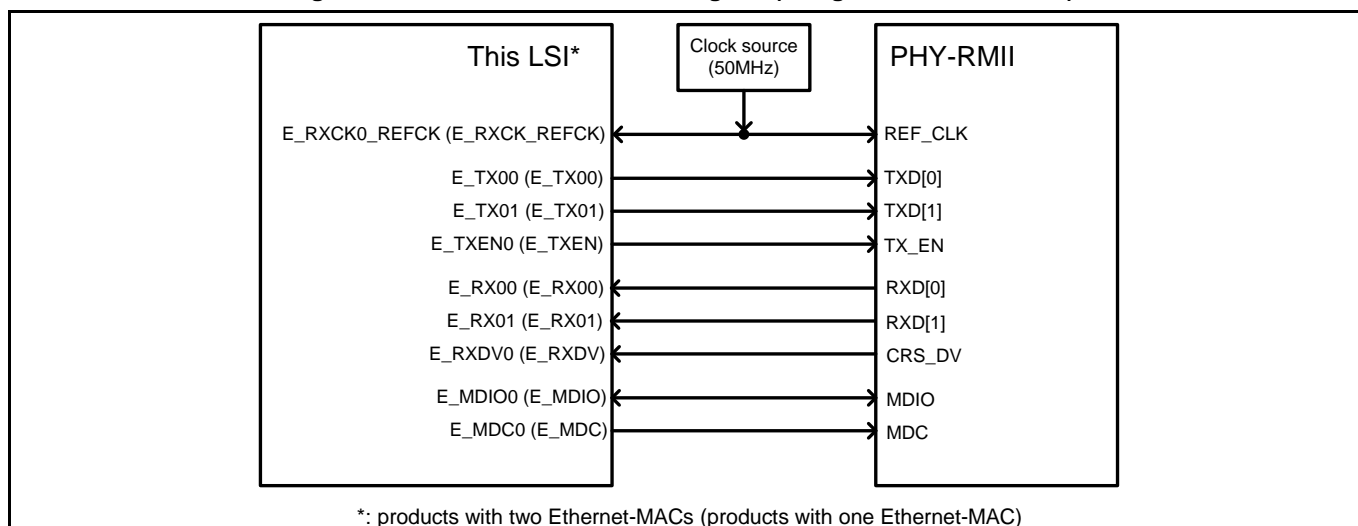 This LSI*
Clock source
(50MHz)
PHY-RMII
E_RXCK0_REFCK (E_RXCK_REFCK)
REF_CLK
E_TX00 (E_TX00)
TXD[0]
E_TX01 (E_TX01)
TXD[1]
E_TXEN0 (E_TXEN)
TX_EN
E_RX00 (E_RX00)
RXD[0]
E_RX01 (E_RX01)
RXD[1]
E_RXDV0 (E_RXDV)
CRS_DV
E_MDIO0 (E_MDIO)
MDIO
E_MDC0 (E_MDC)
MDC
*: products with two Ethernet-MACs (products with one Ethernet-MAC)